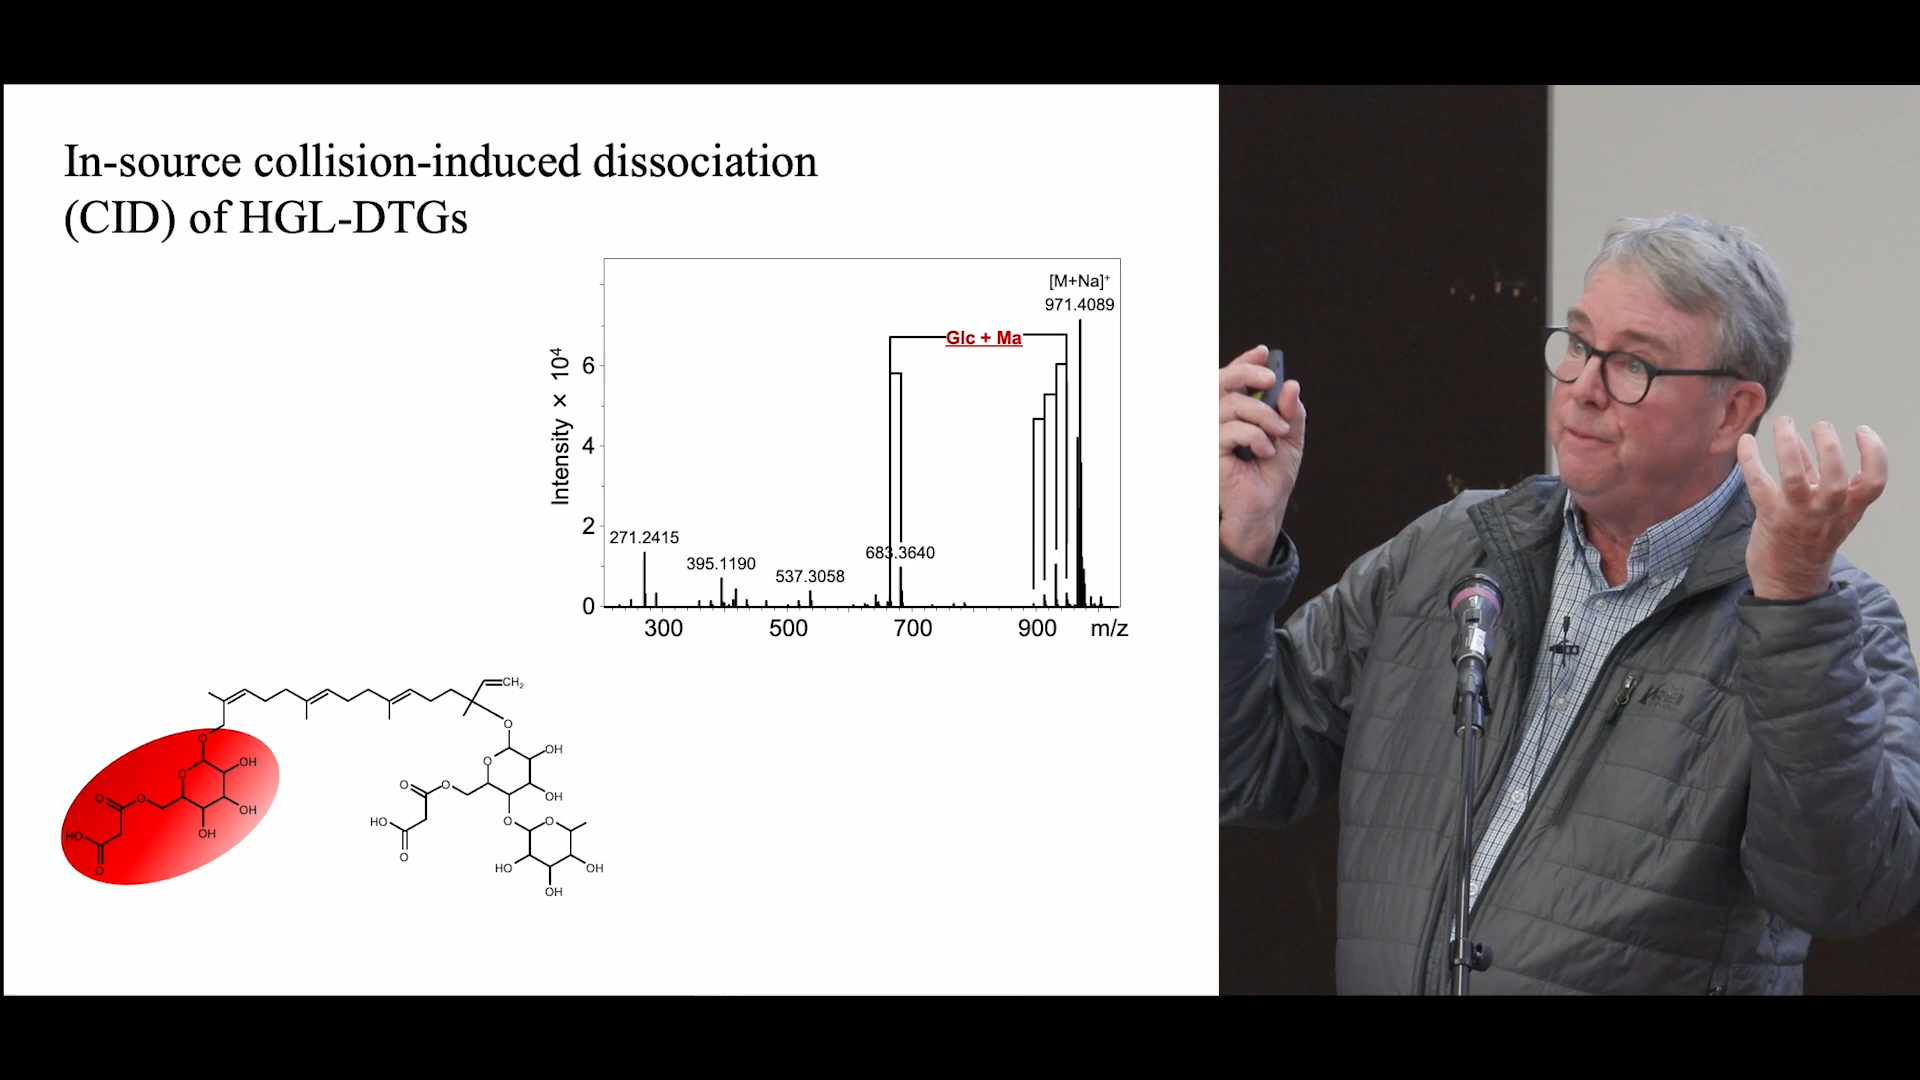 In-source collision-induced dissociation
(CID) of HGL-DTGs
[M+Na]+
971.4089
Glc + Ma
Intensity × 10⁴
6
4
2
0
271.2415
395.1190
537.3058
683.3640
300
500
700
900
m/z
CH2
O
O
OH
O
OH
OH
O
O
HO
O
O
O
OH
OH
O
O
HO
O
O
O
HO
OH
OH
REI